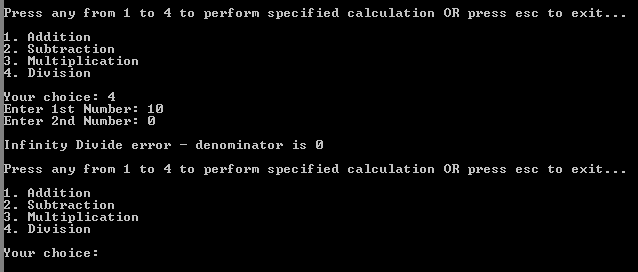 Press any from 1 to 4 to perform specified calculation OR press esc to exit...
1. Addition
2. Subtraction
3. Multiplication
4. Division
Your choice: 4
Enter 1st Number: 10
Enter 2nd Number: 0
Infinity Divide error - denominator is 0
Press any from 1 to 4 to perform specified calculation OR press esc to exit...
1. Addition
2. Subtraction
3. Multiplication
4. Division
Your choice: